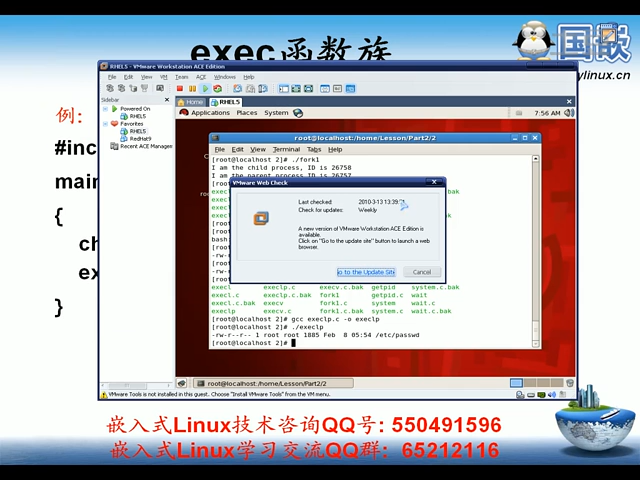 exec函数族
国嵌
ylinux.cn
例:
#inc
main
{
ch
ex
}
RHEL5 - VMware Workstation ACE Edition
File Edit View VM Team ACE Windows Help
Sidebar
Powered On
RHEL5
Favorites
RHEL5
RedHat9
Recent ACE Manager
Home RHEL5
Applications Places System
7:56 AM
root@localhost:/home/Lesson/Part2/2
File Edit View Terminal Tabs Help
[root@localhost 2]# ./fork1
I am the child process, ID is 26758
I am the parent process, ID is 26757
VMware Web Check
Last checked 2010-3-13 13:39
Check for updates: Weekly
A new version of VMware Workstation ACE Edition is
available.
Click on "Go to the update site" button to launch a web
browser.
Go to the Update Site Cancel
execl execlp.c execv.c.bak getpid system.c.bak
execl.c execv fork1 getpid.c wait
execl.c.bak execv.c fork1.c system wait.c
execlp execv.c.bak fork1.c.bak system.c wait.c.bak
[root@localhost 2]# gcc execlp.c -o execlp
[root@localhost 2]# ./execlp
-rw-r--r-- 1 root root 1885 Feb 8 05:54 /etc/passwd
[root@localhost 2]#
root@localhost:/home/Lesson/Part2/2
VMware Tools is not installed in this guest. Choose "Install VMware Tools" from the VM menu.
嵌入式Linux技术咨询QQ号: 550491596
嵌入式Linux学习交流QQ群: 65212116